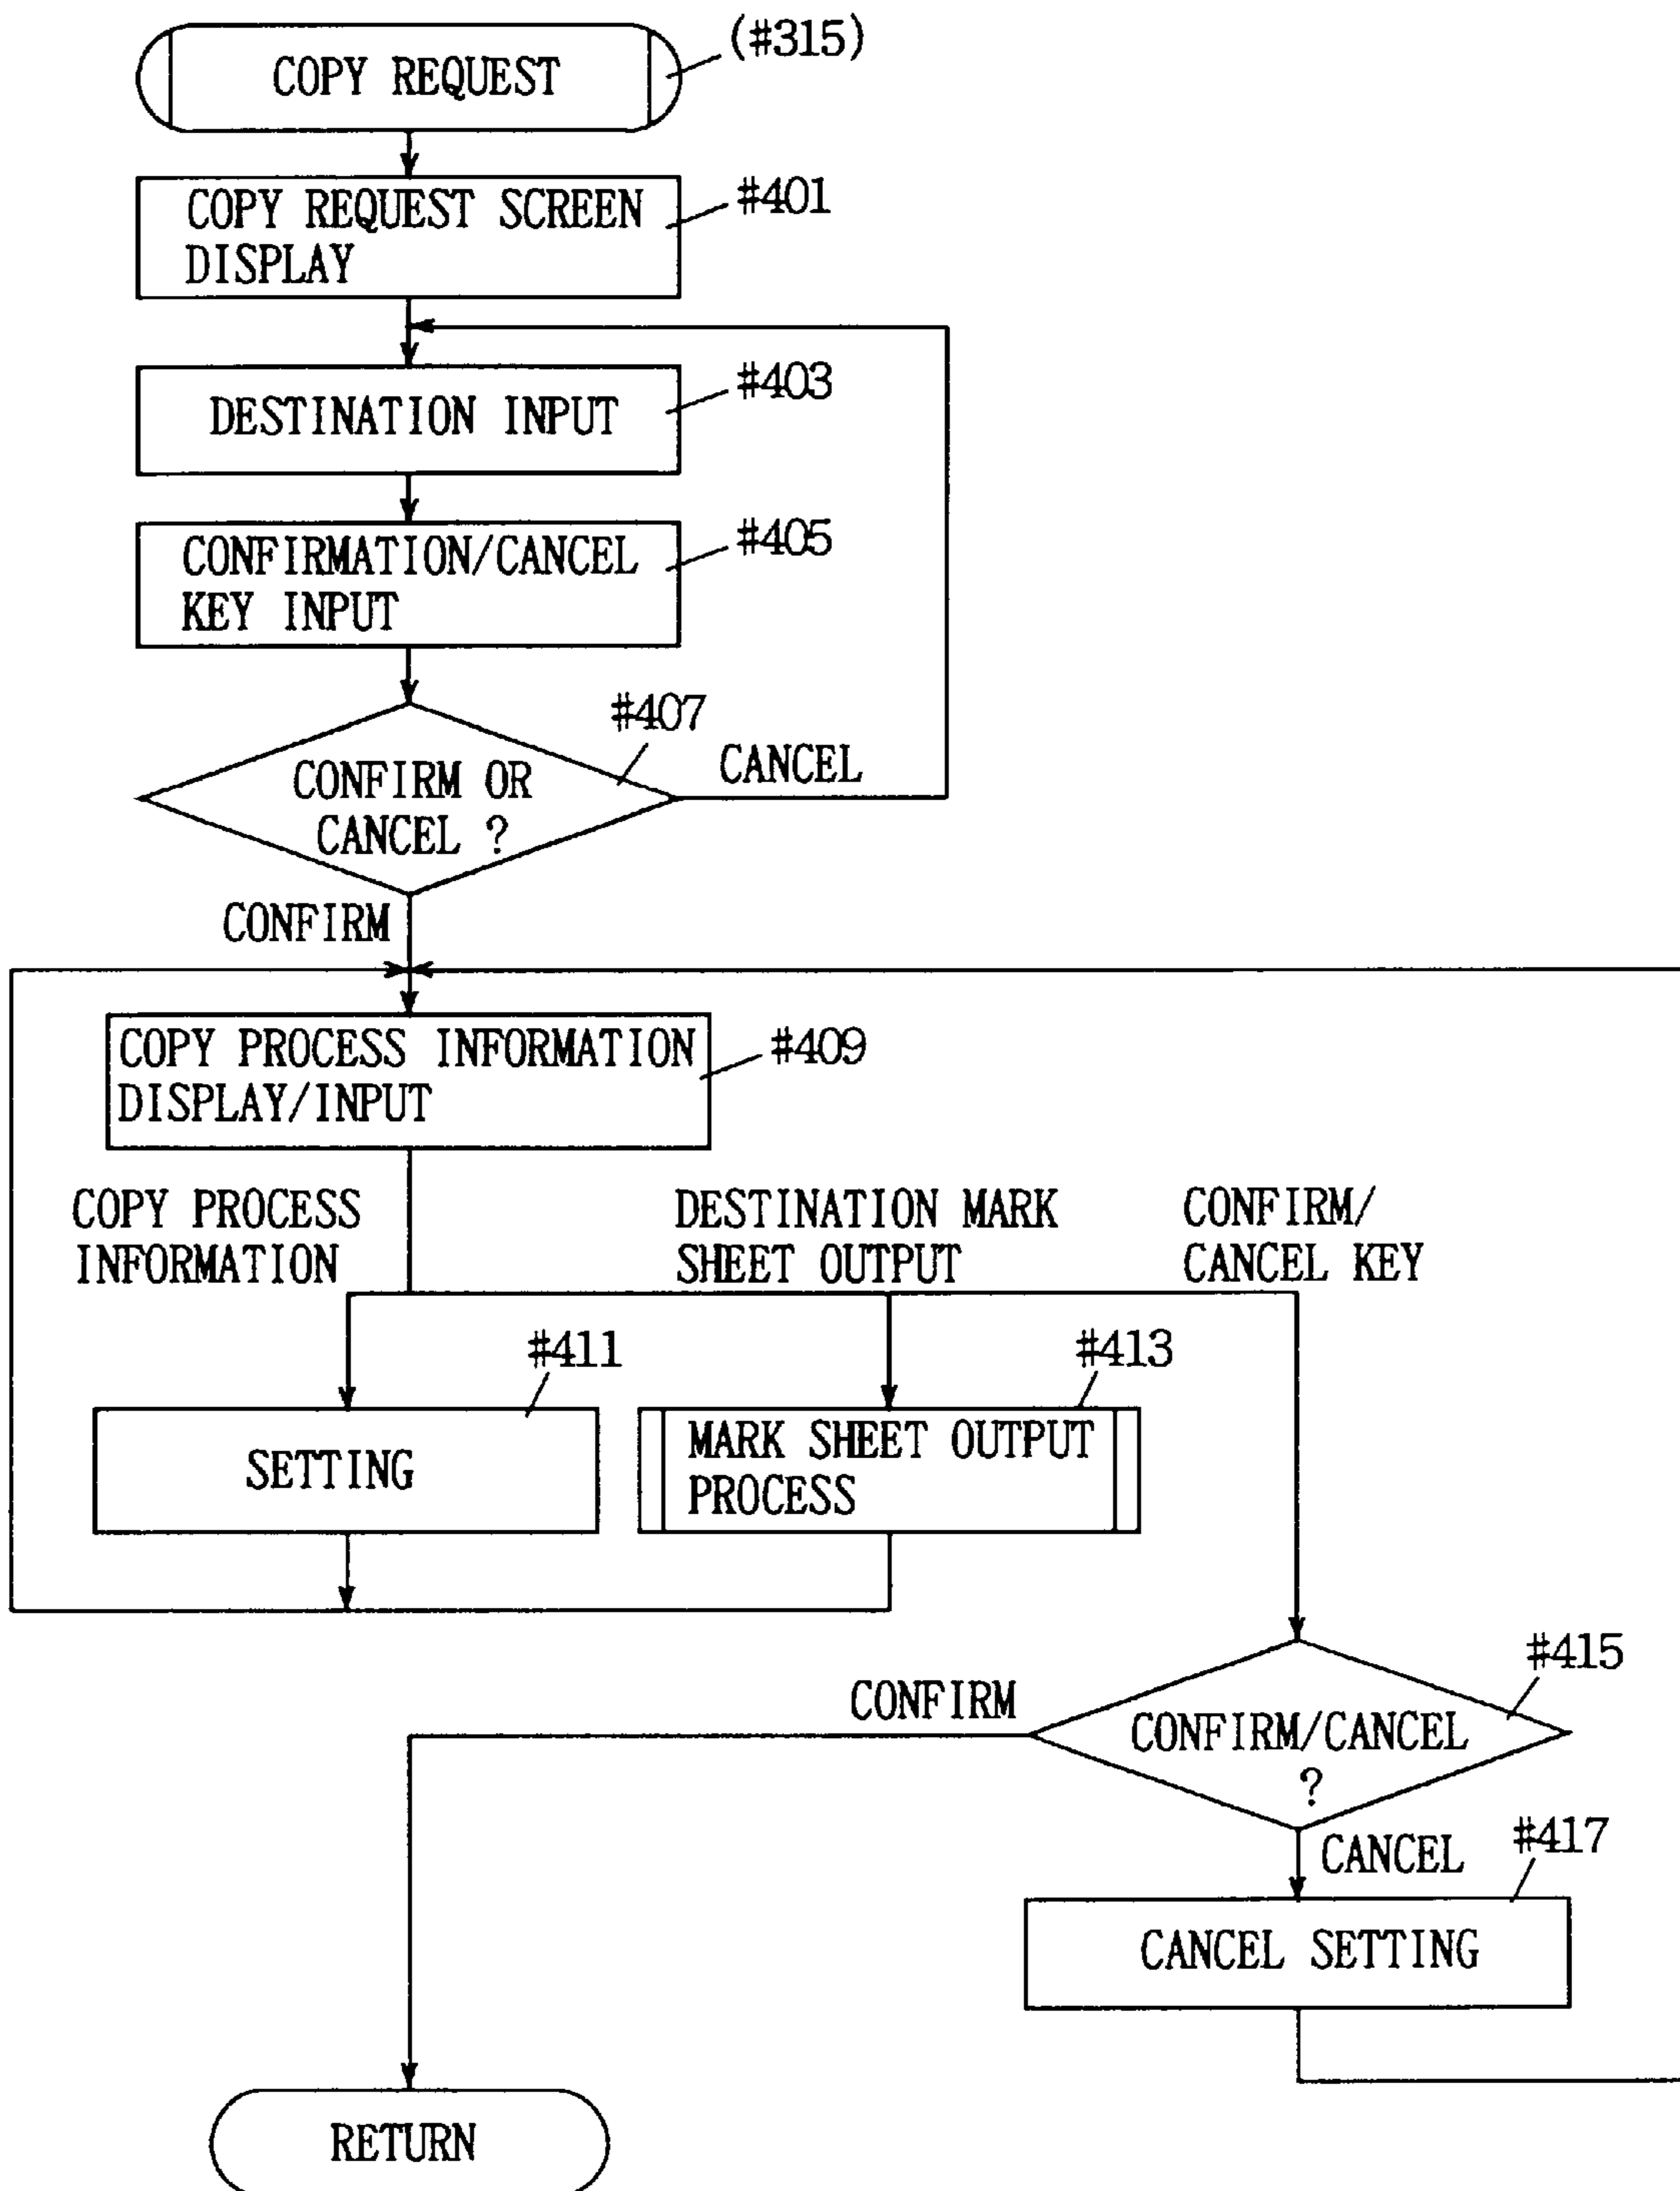 (#315)
COPY REQUEST
#401
COPY REQUEST SCREEN
DISPLAY
#403
DESTINATION INPUT
#405
CONFIRMATION/CANCEL
KEY INPUT
#407
CANCEL
CONFIRM OR
CANCEL ?
CONFIRM
COPY PROCESS INFORMATION
DISPLAY/INPUT
#409
COPY PROCESS
INFORMATION
DESTINATION MARK
SHEET OUTPUT
CONFIRM/
CANCEL KEY
#411
#413
SETTING
MARK SHEET OUTPUT
PROCESS
#415
CONFIRM
CONFIRM/CANCEL
?
CANCEL
#417
CANCEL SETTING
RETURN